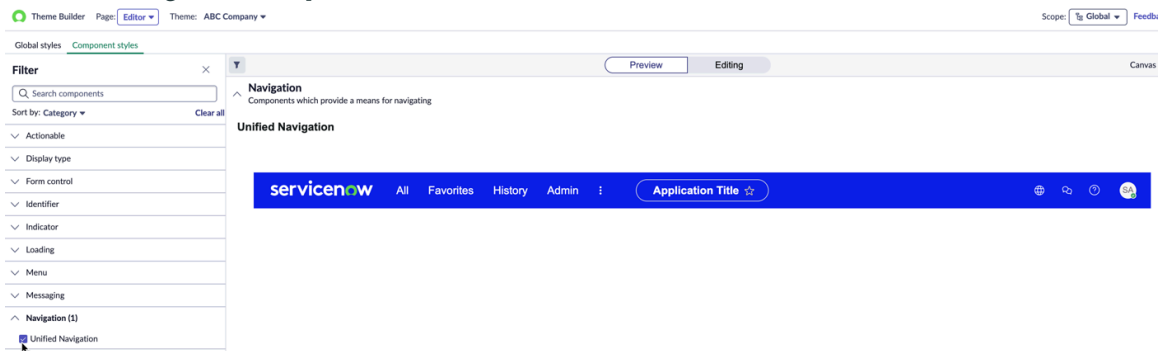 Theme Builder Page: Editor Theme: ABC Company Scope: Global Feedba
Global styles Component styles
Filter
Preview Editing Canvas
Search components
Sort by: Category Clear all
Navigation
Components which provide a means for navigating
Unified Navigation
Actionable
Display type
Form control
Identifier
Indicator
Loading
Menu
Messaging
Navigation (1)
Unified Navigation
servicenow All Favorites History Admin Application Title SA